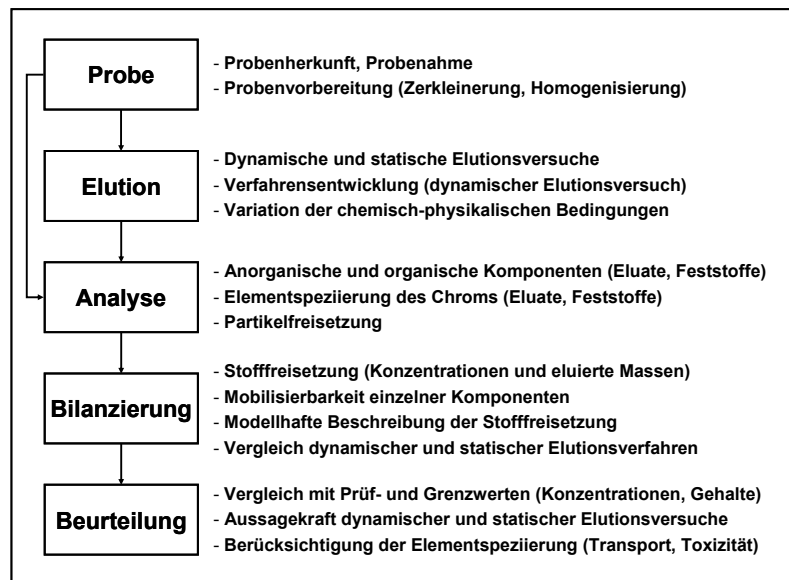 Probe
- Probenherkunft, Probenahme
- Probenvorbereitung (Zerkleinerung, Homogenisierung)
Elution
- Dynamische und statische Elutionsversuche
- Verfahrensentwicklung (dynamischer Elutionsversuch)
- Variation der chemisch-physikalischen Bedingungen
Analyse
- Anorganische und organische Komponenten (Eluate, Feststoffe)
- Elementspeziierung des Chroms (Eluate, Feststoffe)
- Partikelfreisetzung
Bilanzierung
- Stofffreisetzung (Konzentrationen und eluierte Massen)
- Mobilisierbarkeit einzelner Komponenten
- Modellhafte Beschreibung der Stofffreisetzung
- Vergleich dynamischer und statischer Elutionsverfahren
Beurteilung
- Vergleich mit Prüf- und Grenzwerten (Konzentrationen, Gehalte)
- Aussagekraft dynamischer und statischer Elutionsversuche
- Berücksichtigung der Elementspeziierung (Transport, Toxizität)